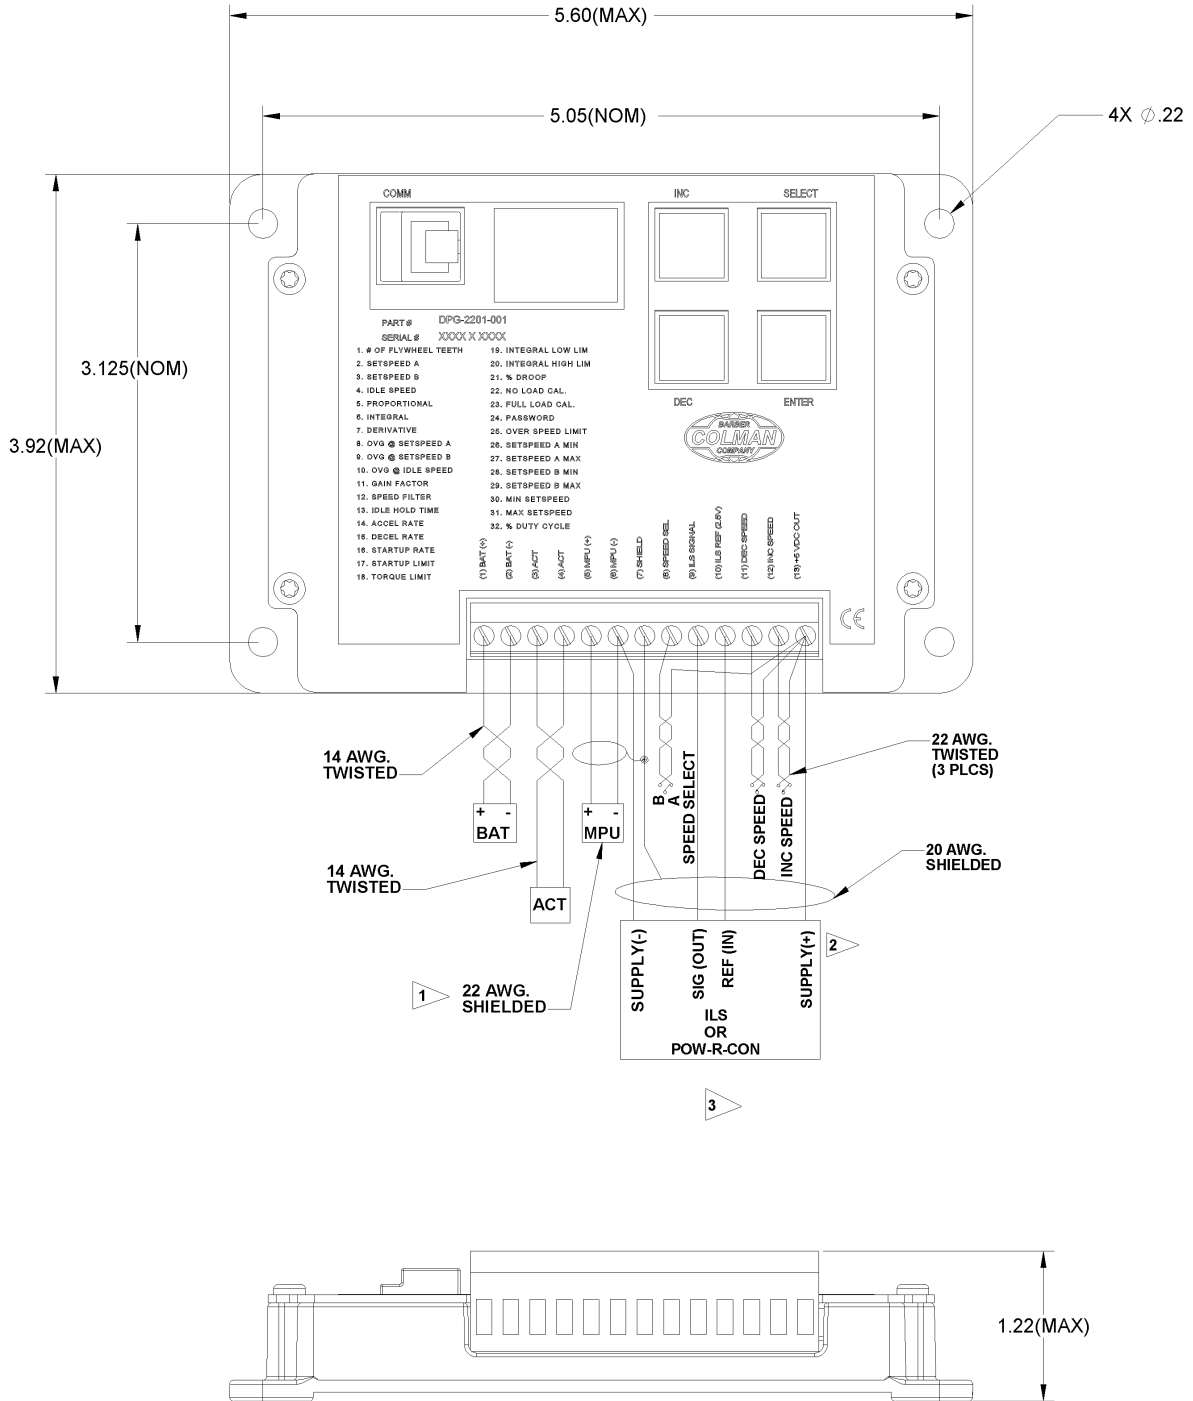 5.60(MAX)
5.05(NOM)
4X ∅.22
3.125(NOM)
3.92(MAX)
COMM
INC
SELECT
PART # DPG-2201-001
SERIAL # XXXX X XXXX
DEC
ENTER
1. # OF FLYWHEEL TEETH
2. SETSPEED A
3. SETSPEED B
4. IDLE SPEED
5. PROPORTIONAL
6. INTEGRAL
7. DERIVATIVE
8. OVG @ SETSPEED A
9. OVG @ SETSPEED B
10. OVG @ IDLE SPEED
11. GAIN FACTOR
12. SPEED FILTER
13. IDLE HOLD TIME
14. ACCEL RATE
15. DECEL RATE
16. STARTUP RATE
17. STARTUP LIMIT
18. TORQUE LIMIT
19. INTEGRAL LOW LIM
20. INTEGRAL HIGH LIM
21. % DROOP
22. NO LOAD CAL.
23. FULL LOAD CAL.
24. PASSWORD
25. OVER SPEED LIMIT
26. SETSPEED A MIN
27. SETSPEED A MAX
28. SETSPEED B MIN
29. SETSPEED B MAX
30. MIN SETSPEED
31. MAX SETSPEED
32. % DUTY CYCLE
BARBER
COLMAN
COMPANY
(1) BAT (+)
(2) BAT (-)
(3) ACT
(4) ACT
(5) MPU (+)
(6) MPU (-)
(7) SHIELD
(8) SPEED SEL
(9) ILS SIGNAL
(10) ILS REF (2.5V)
(11) DEC SPEED
(12) INC SPEED
(13) +5 VDC OUT
CE
14 AWG.
TWISTED
+ -
BAT
14 AWG.
TWISTED
ACT
+ -
MPU
1
22 AWG.
SHIELDED
B
A
SPEED SELECT
DEC SPEED
INC SPEED
22 AWG.
TWISTED
(3 PLCS)
20 AWG.
SHIELDED
SUPPLY(-)
SIG (OUT)
REF (IN)
SUPPLY(+)
2
ILS
OR
POW-R-CON
3
1.22(MAX)